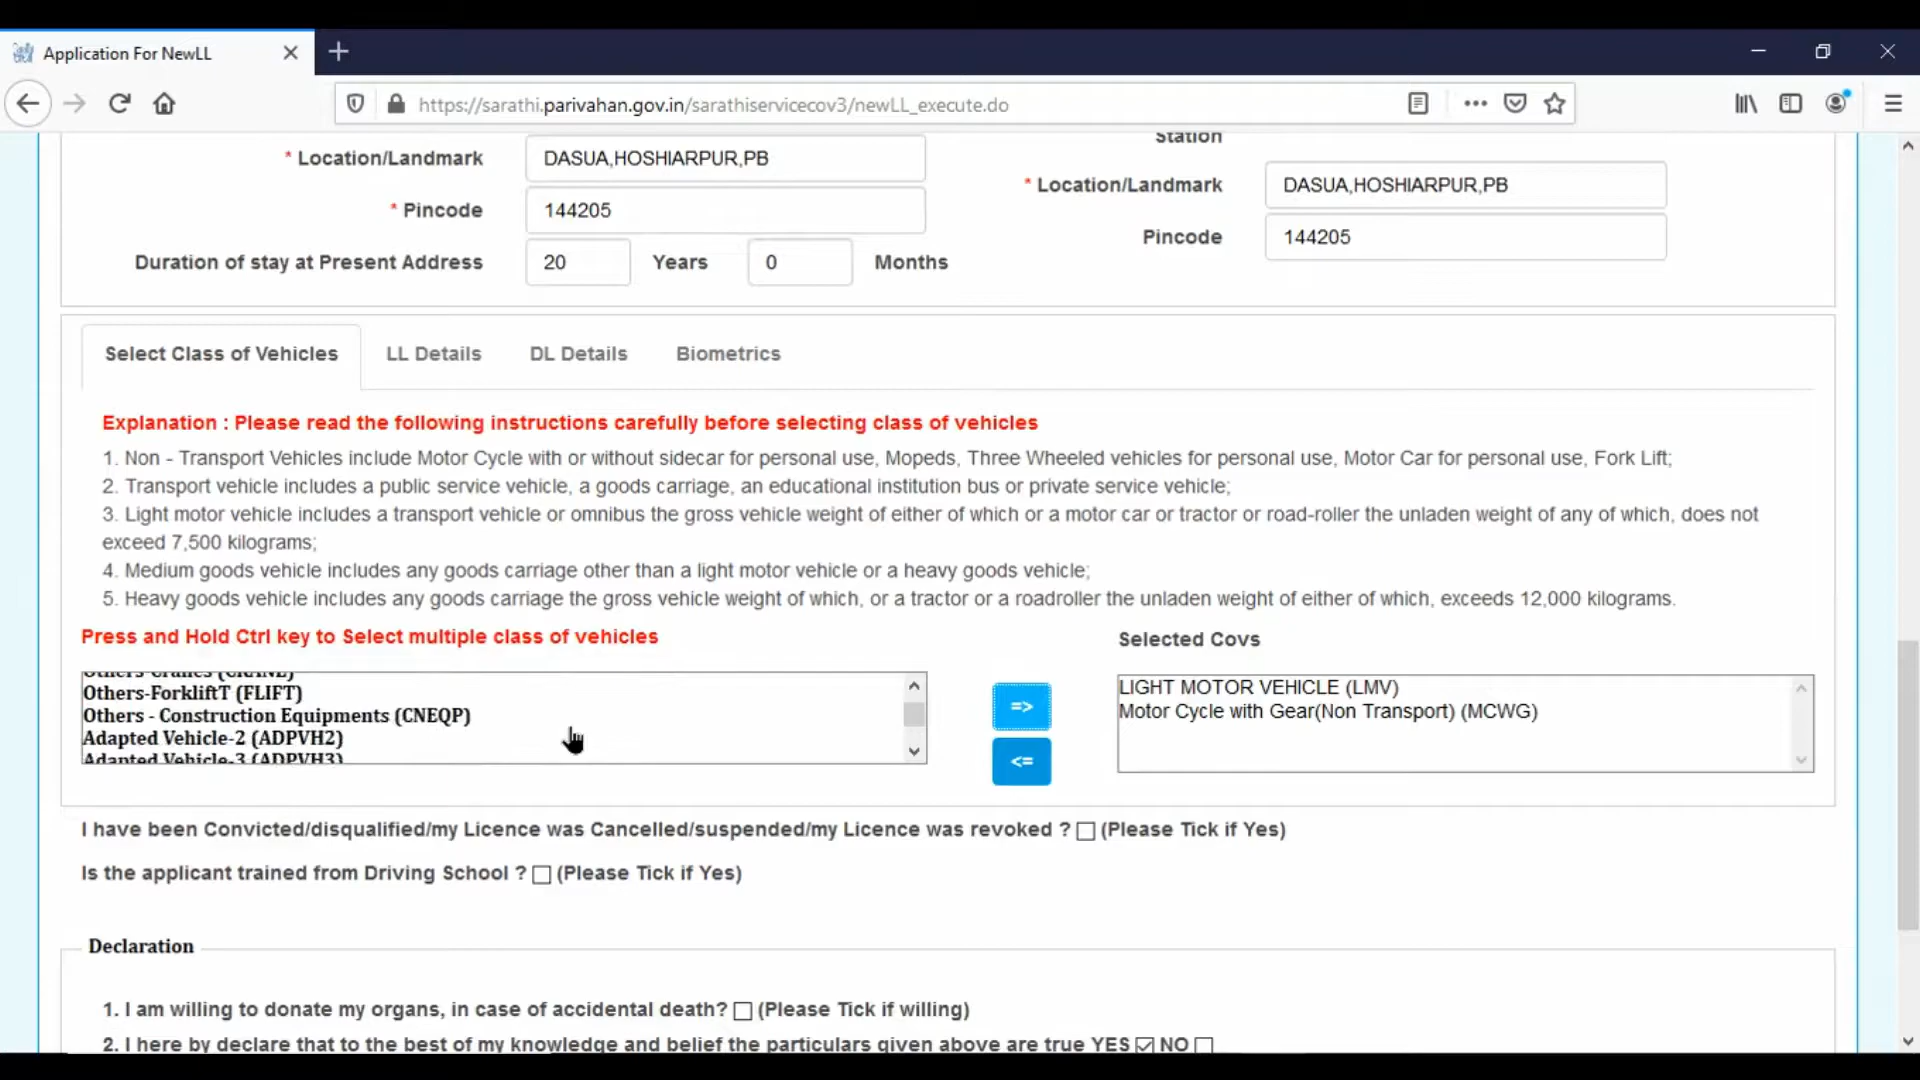 Application For NewLL
https://sarathi.parivahan.gov.in/sarathiservicecov3/newLL_execute.do
Station
* Location/Landmark DASUA,HOSHIARPUR,PB
* Location/Landmark DASUA,HOSHIARPUR,PB
* Pincode 144205
Pincode 144205
Duration of stay at Present Address 20 Years 0 Months
Select Class of Vehicles LL Details DL Details Biometrics
Explanation : Please read the following instructions carefully before selecting class of vehicles
1. Non - Transport Vehicles include Motor Cycle with or without sidecar for personal use, Mopeds, Three Wheeled vehicles for personal use, Motor Car for personal use, Fork Lift;
2. Transport vehicle includes a public service vehicle, a goods carriage, an educational institution bus or private service vehicle;
3. Light motor vehicle includes a transport vehicle or omnibus the gross vehicle weight of either of which or a motor car or tractor or road-roller the unladen weight of any of which, does not
exceed 7,500 kilograms;
4. Medium goods vehicle includes any goods carriage other than a light motor vehicle or a heavy goods vehicle;
5. Heavy goods vehicle includes any goods carriage the gross vehicle weight of which, or a tractor or a roadroller the unladen weight of either of which, exceeds 12,000 kilograms.
Press and Hold Ctrl key to Select multiple class of vehicles
Selected Covs
Others-Cranes (CRANE)
Others-ForkliftT (FLIFT)
Others - Construction Equipments (CNEQP)
Adapted Vehicle-2 (ADPVH2)
Adapted Vehicle-3 (ADPVH3)
=>
<=
LIGHT MOTOR VEHICLE (LMV)
Motor Cycle with Gear(Non Transport) (MCWG)
I have been Convicted/disqualified/my Licence was Cancelled/suspended/my Licence was revoked ? (Please Tick if Yes)
Is the applicant trained from Driving School ? (Please Tick if Yes)
Declaration
1. I am willing to donate my organs, in case of accidental death? (Please Tick if willing)
2. I here by declare that to the best of my knowledge and belief the particulars given above are true YES NO